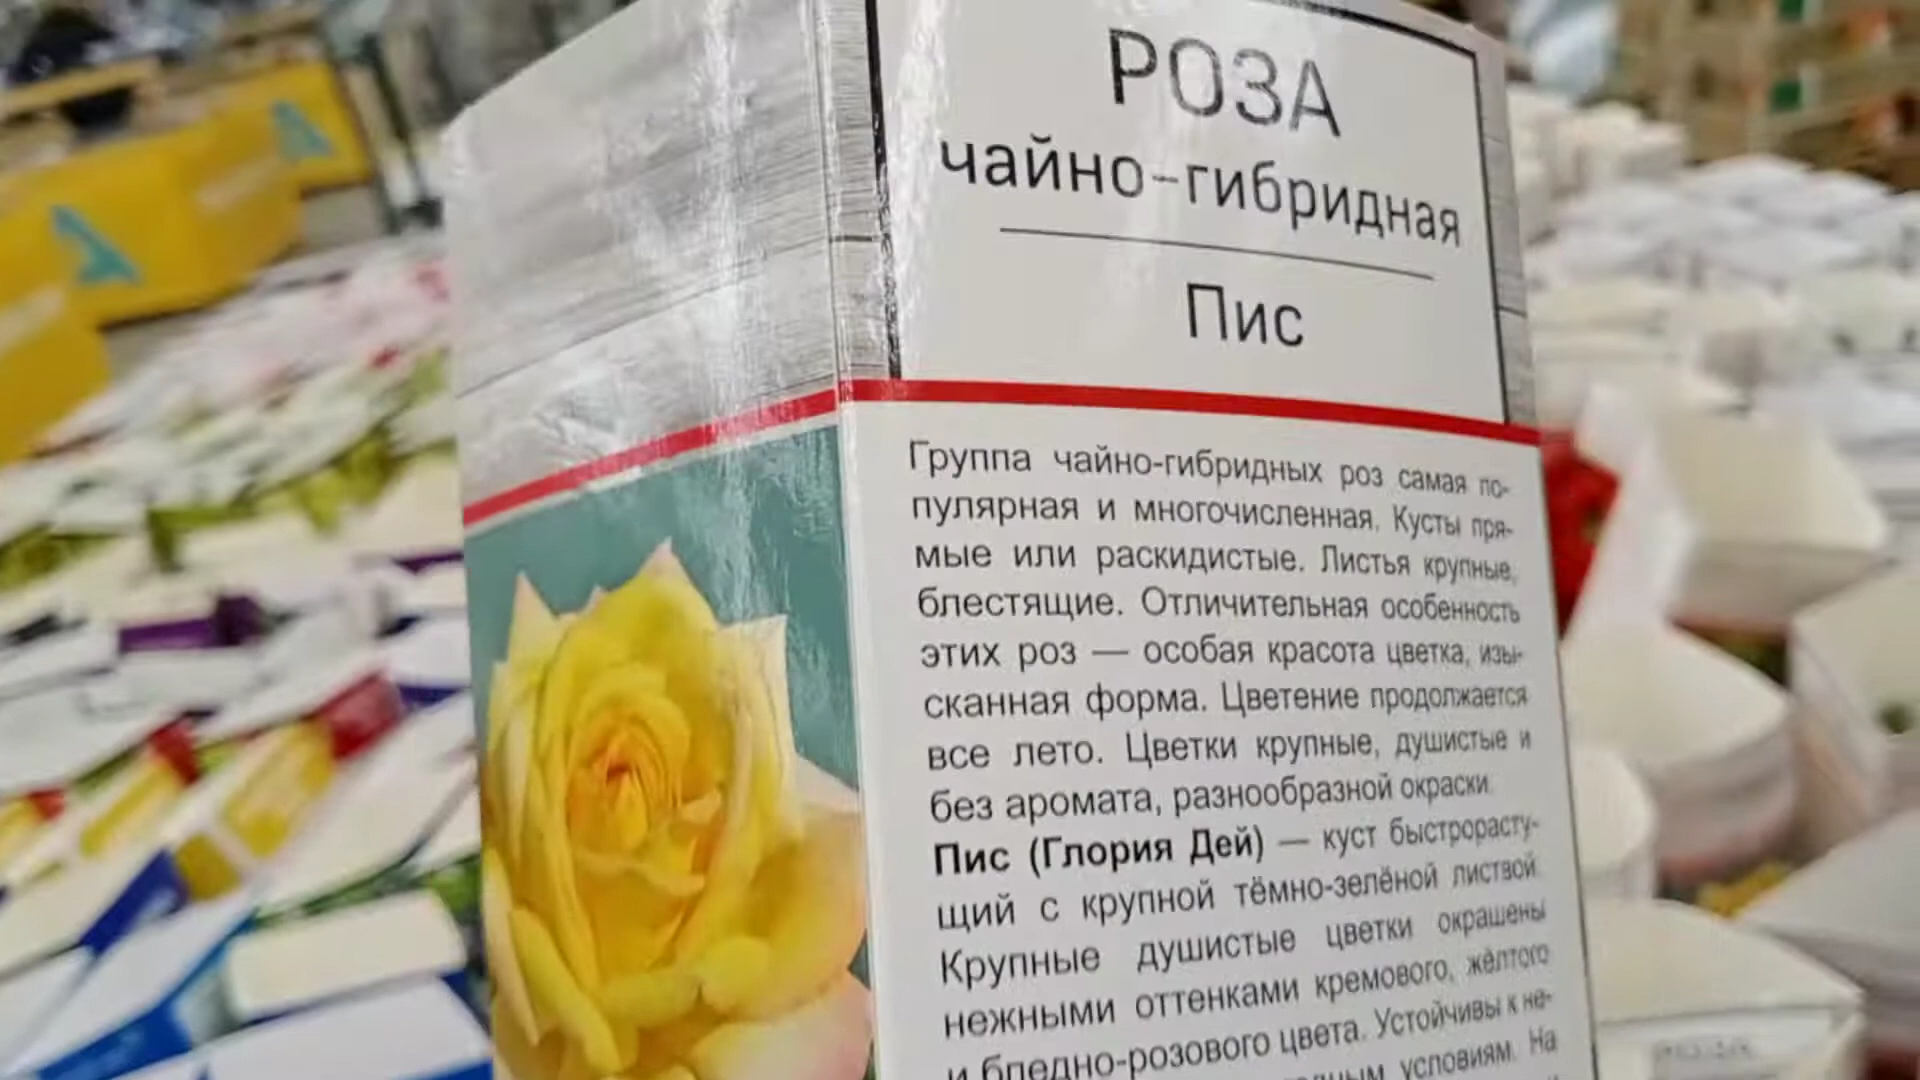 РОЗА
чайно-гибридная
Пис
Группа чайно-гибридных роз самая по-
пулярная и многочисленная. Кусты пря-
мые или раскидистые. Листья крупные,
блестящие. Отличительная особенность
этих роз — особая красота цветка, изы-
сканная форма. Цветение продолжается
все лето. Цветки крупные, душистые и
без аромата, разнообразной окраски.
Пис (Глория Дей) — куст быстрорасту-
щий с крупной тёмно-зелёной листвой.
Крупные душистые цветки окрашены
нежными оттенками кремового, жёлтого
и бледно-розового цвета. Устойчивы к не-
условиям. На